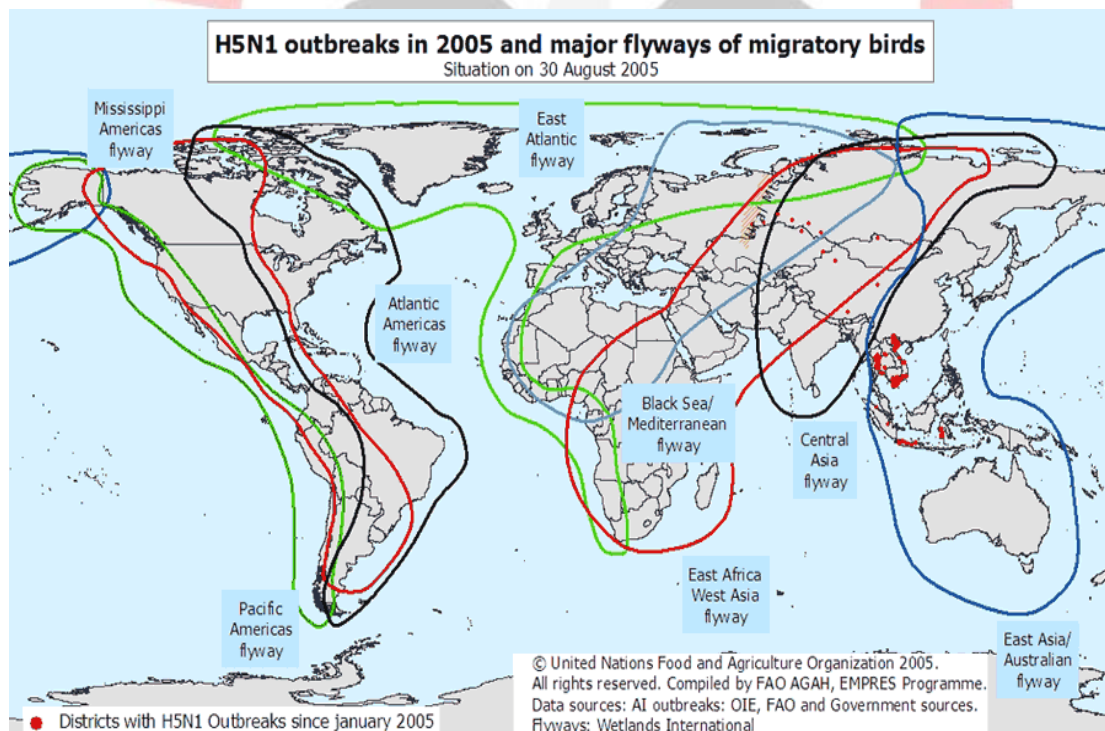 H5N1 outbreaks in 2005 and major flyways of migratory birds
Situation on 30 August 2005
Mississippi
Americas
flyway
East
Atlantic
flyway
Atlantic
Americas
flyway
Black Sea/
Mediterranean
flyway
Central
Asia
flyway
East Africa
West Asia
flyway
Pacific
Americas
flyway
East Asia/
Australian
flyway
© United Nations Food and Agriculture Organization 2005.
All rights reserved. Compiled by FAO AGAH, EMPRES Programme.
Data sources: AI outbreaks: OIE, FAO and Government sources.
Flyways: Wetlands International
Districts with H5N1 Outbreaks since january 2005